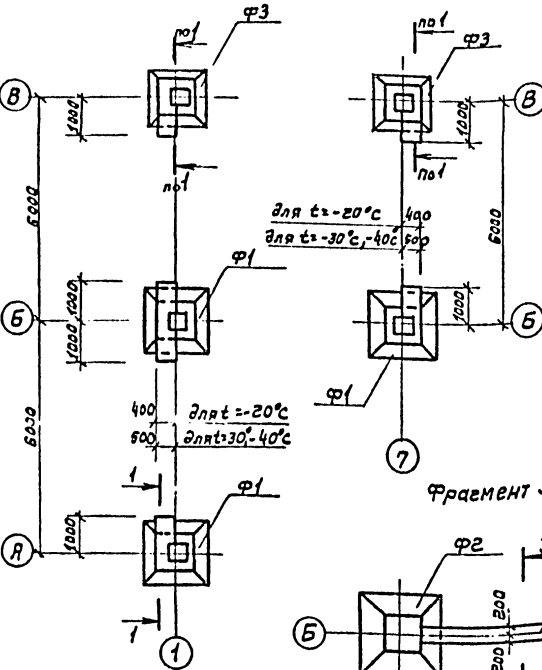 по1
Ф3
по1
Ф3
В
1000
1000
В
по1
по1
6000
для t=-20°С 400
для t=-30°С,-40С 500
6000
Ф1
1000
1000
Б
1000
Б
Ф1
400 для t=-20°С
500 для t=30°,-40°С
7
1
Ф1
Фрагмент
6000
1000
Ф2
А
200
Б
200
1
1